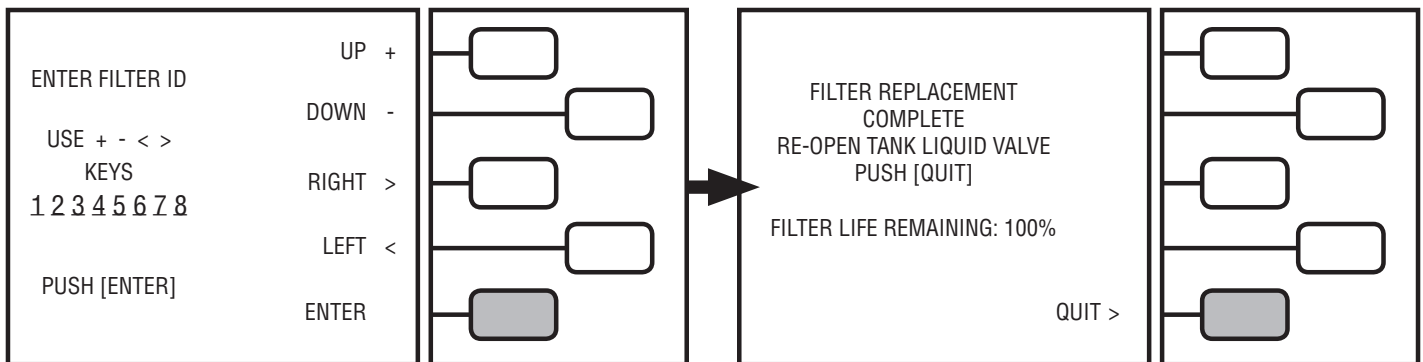 ENTER FILTER ID
USE + - < >
KEYS
1 2 3 4 5 6 7 8
PUSH [ENTER]
UP +
DOWN -
RIGHT >
LEFT <
ENTER
FILTER REPLACEMENT
COMPLETE
RE-OPEN TANK LIQUID VALVE
PUSH [QUIT]
FILTER LIFE REMAINING: 100%
QUIT >